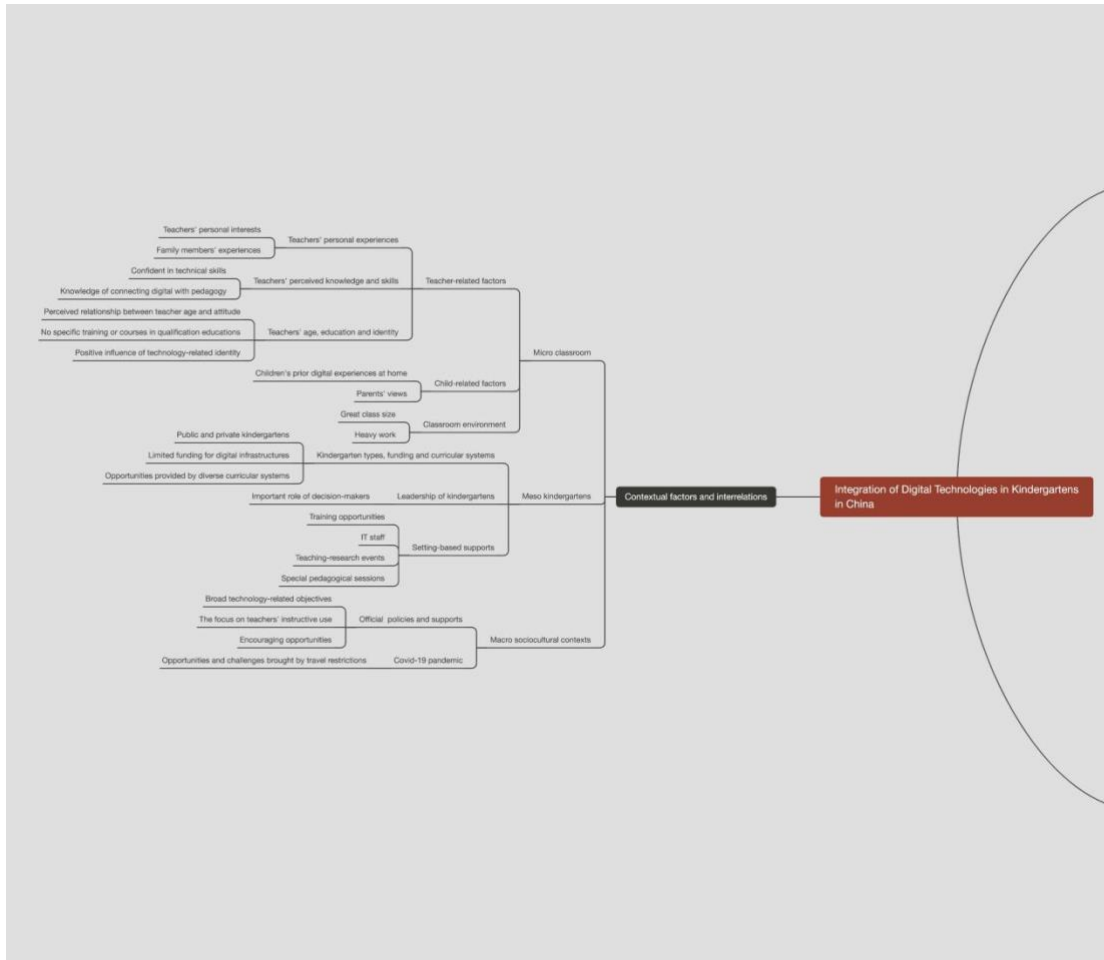 Teachers' personal interests
Family members' experiences
Teachers' personal experiences
Confident in technical skills
Knowledge of connecting digital with pedagogy
Teachers' perceived knowledge and skills
Perceived relationship between teacher age and attitude
No specific training or courses in qualification educations
Positive influence of technology-related identity
Teachers' age, education and identity
Teacher-related factors
Children's prior digital experiences at home
Parents' views
Child-related factors
Great class size
Heavy work
Classroom environment
Micro classroom
Public and private kindergartens
Limited funding for digital infrastructures
Opportunities provided by diverse curricular systems
Kindergarten types, funding and curricular systems
Important role of decision-makers
Leadership of kindergartens
Training opportunities
IT staff
Teaching-research events
Special pedagogical sessions
Setting-based supports
Meso kindergartens
Broad technology-related objectives
The focus on teachers' instructive use
Encouraging opportunities
Official policies and supports
Opportunities and challenges brought by travel restrictions
Covid-19 pandemic
Macro sociocultural contexts
Contextual factors and interrelations
Integration of Digital Technologies in Kindergartens
in China